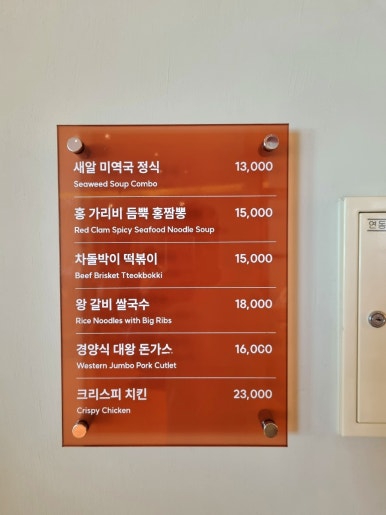 새알 미역국 정식 13,000
Seaweed Soup Combo
홍 가리비 듬뿍 홍짬뽕 15,000
Red Clam Spicy Seafood Noodle Soup
차돌박이 떡볶이 15,000
Beef Brisket Tteokbokki
왕 갈비 쌀국수 18,000
Rice Noodles with Big Ribs
경양식 대왕 돈가스 16,000
Western Jumbo Pork Cutlet
크리스피 치킨 23,000
Crispy Chicken
연동